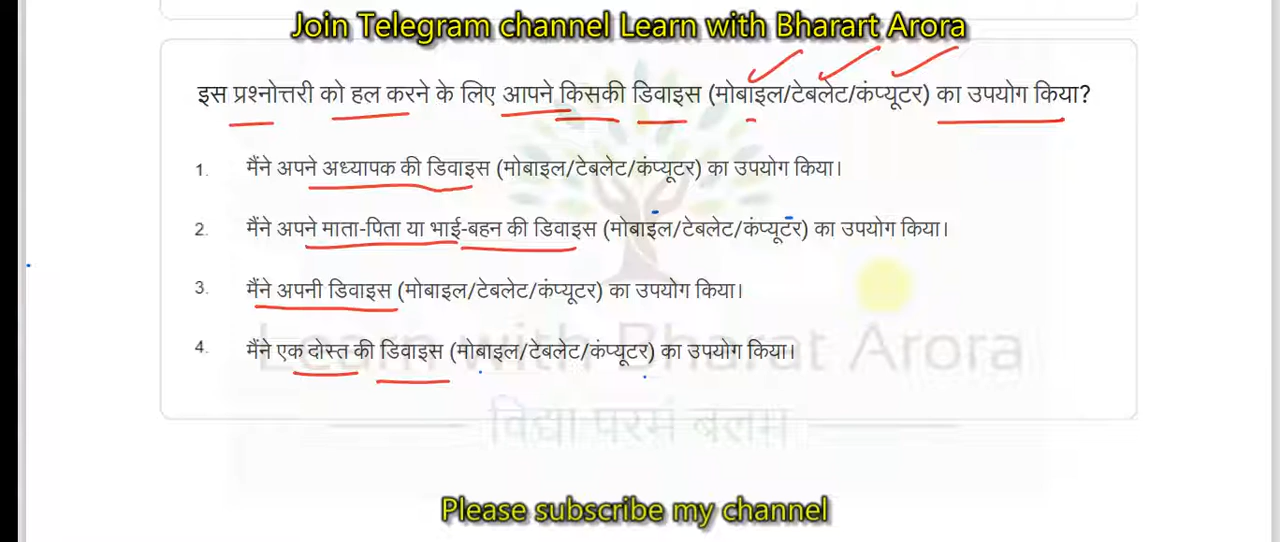 Join Telegram channel Learn with Bharart Arora
इस प्रश्नोत्तरी को हल करने के लिए आपने किसकी डिवाइस (मोबाइल/टेबलेट/कंप्यूटर) का उपयोग किया?
1. मैंने अपने अध्यापक की डिवाइस (मोबाइल/टेबलेट/कंप्यूटर) का उपयोग किया।
2. मैंने अपने माता-पिता या भाई-बहन की डिवाइस (मोबाइल/टेबलेट/कंप्यूटर) का उपयोग किया।
3. मैंने अपनी डिवाइस (मोबाइल/टेबलेट/कंप्यूटर) का उपयोग किया।
Learn with Bharat Arora
4. मैंने एक दोस्त की डिवाइस (मोबाइल/टेबलेट/कंप्यूटर) का उपयोग किया।
विद्या परमं बलम
Please subscribe my channel